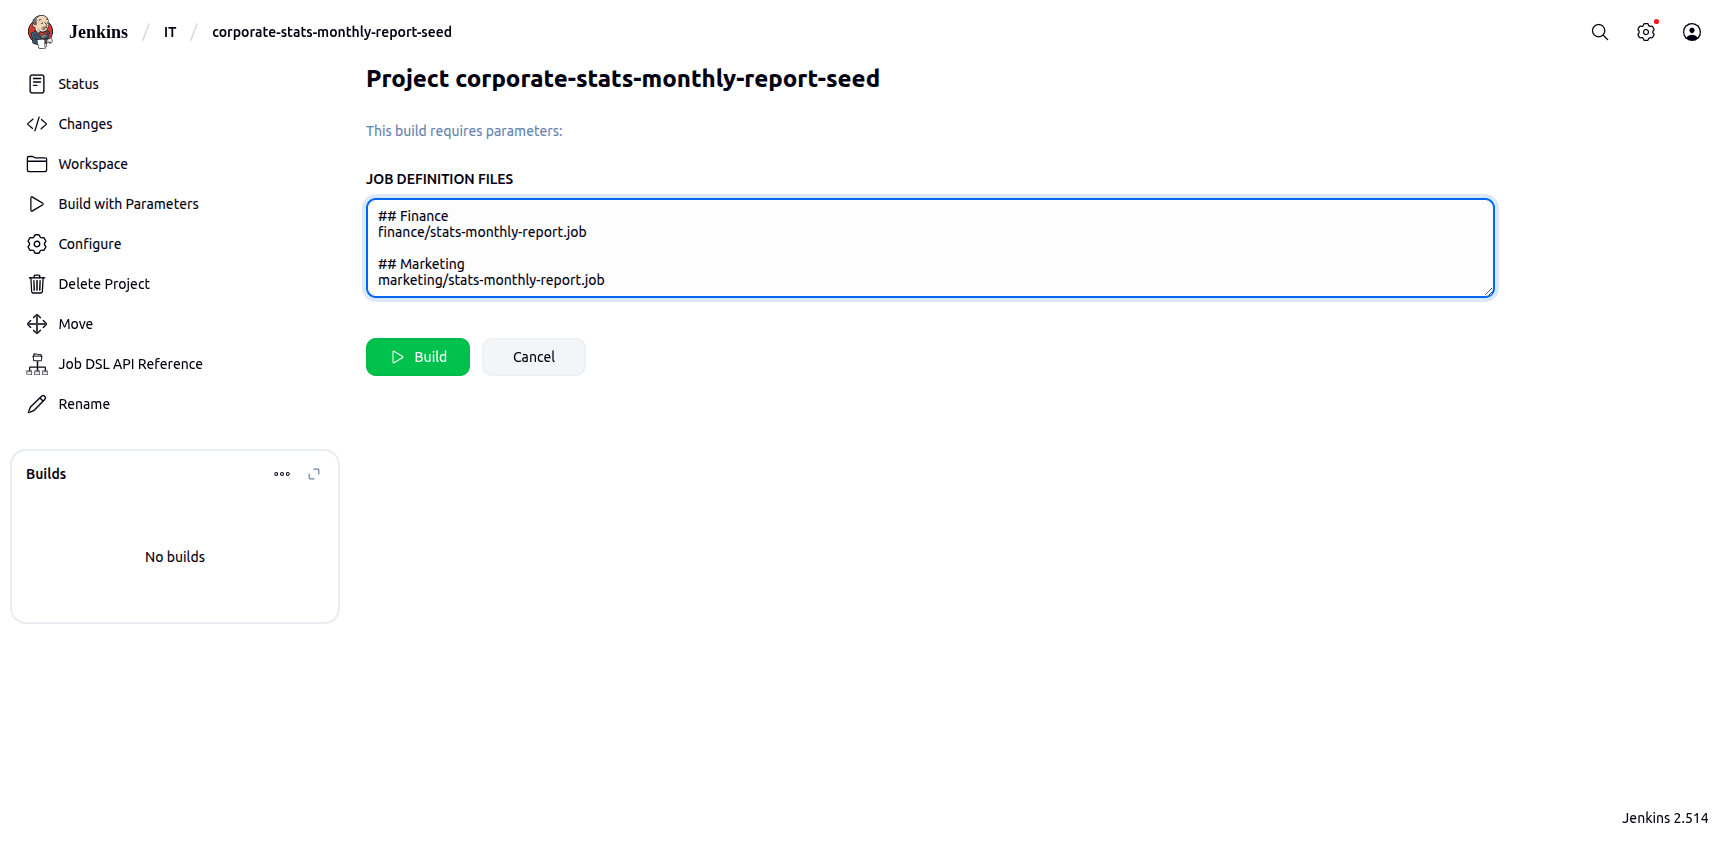 Jenkins / IT / corporate-stats-monthly-report-seed
Status
Changes
Workspace
Build with Parameters
Configure
Delete Project
Move
Job DSL API Reference
Rename
Builds
No builds
Project corporate-stats-monthly-report-seed
This build requires parameters:
JOB DEFINITION FILES
## Finance
finance/stats-monthly-report.job
## Marketing
marketing/stats-monthly-report.job
Build Cancel
Jenkins 2.514